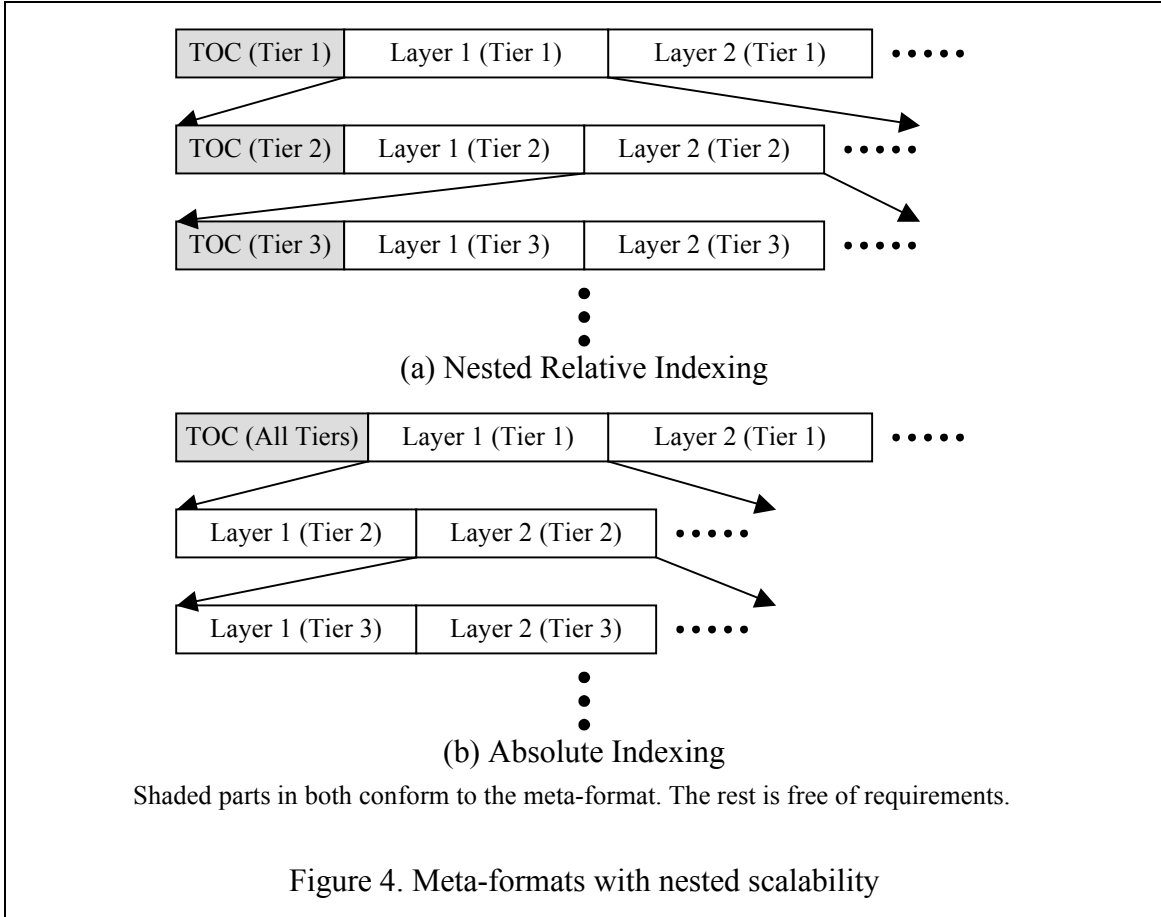 TOC (Tier 1) Layer 1 (Tier 1) Layer 2 (Tier 1)
TOC (Tier 2) Layer 1 (Tier 2) Layer 2 (Tier 2)
TOC (Tier 3) Layer 1 (Tier 3) Layer 2 (Tier 3)
(a) Nested Relative Indexing
TOC (All Tiers) Layer 1 (Tier 1) Layer 2 (Tier 1)
Layer 1 (Tier 2) Layer 2 (Tier 2)
Layer 1 (Tier 3) Layer 2 (Tier 3)
(b) Absolute Indexing
Shaded parts in both conform to the meta-format. The rest is free of requirements.
Figure 4. Meta-formats with nested scalability